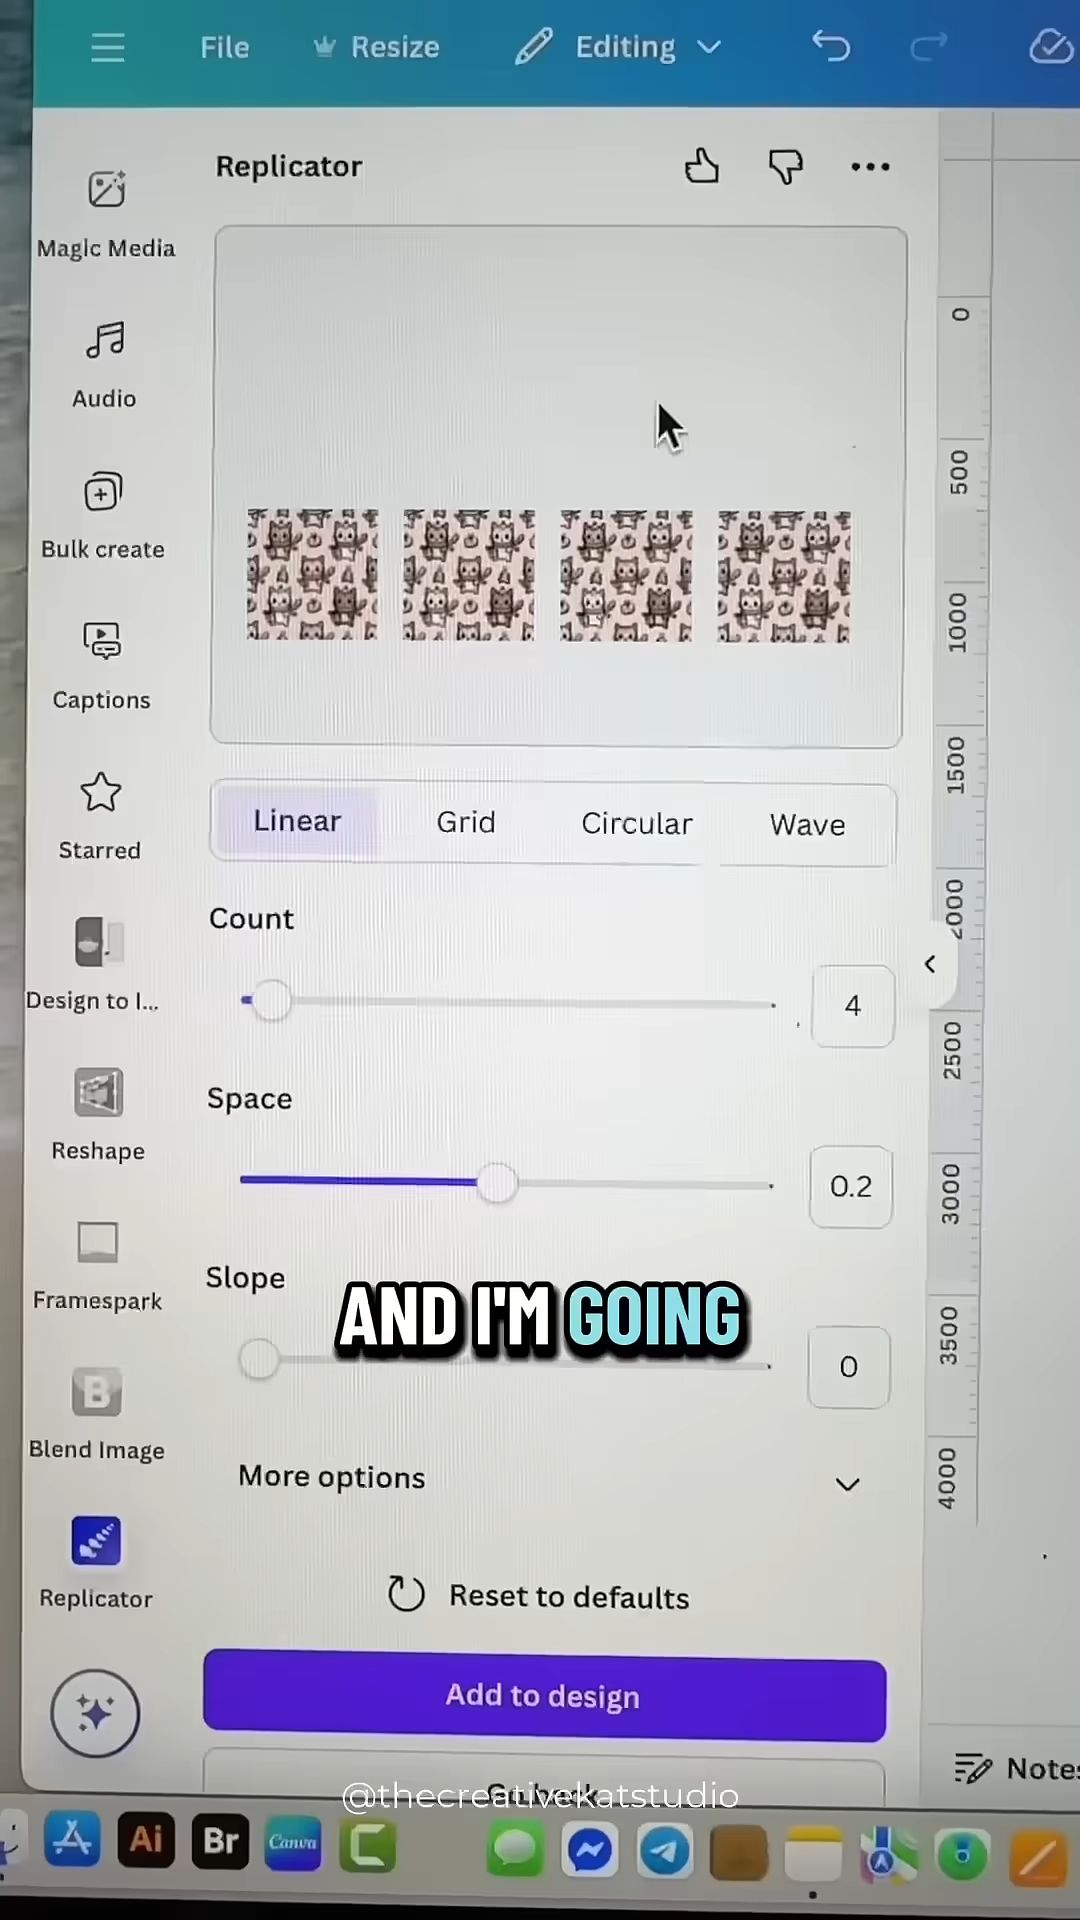 File
Resize
Editing
Replicator
Magic Media
Audio
Bulk create
Captions
Starred
Design to I...
Reshape
Framespark
Blend Image
Replicator
Linear
Grid
Circular
Wave
Count
4
Space
0.2
Slope
0
AND I'M GOING
More options
Reset to defaults
Add to design
Go back
@thecreativekatstudio
0
500
1000
1500
2000
2500
3000
3500
4000
Notes
Ai
Br
Canva